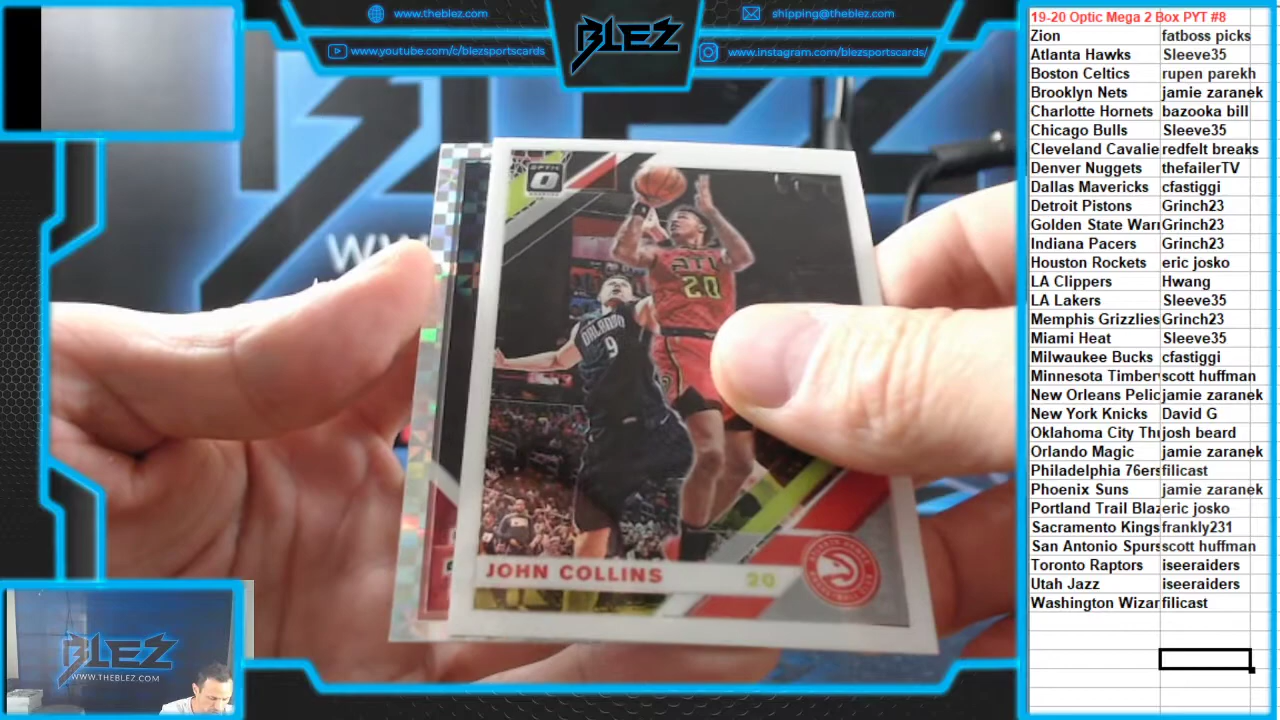 www.theblez.com
www.youtube.com/c/blezsportscards/
BLEZ
shipping@theblez.com
www.instagram.com/blezsportscards/
OPTIC
ATL
20
ORLANDO
9
JOHN COLLINS 20
BLEZ
WWW.THEBLEZ.COM
19-20 Optic Mega 2 Box PYT #8
Zion fatboss picks
Atlanta Hawks Sleeve35
Boston Celtics rupen parekh
Brooklyn Nets jamie zaranek
Charlotte Hornets bazooka bill
Chicago Bulls Sleeve35
Cleveland Cavalie redfelt breaks
Denver Nuggets thefailerTV
Dallas Mavericks cfastiggi
Detroit Pistons Grinch23
Golden State Warr Grinch23
Indiana Pacers Grinch23
Houston Rockets eric josko
LA Clippers Hwang
LA Lakers Sleeve35
Memphis Grizzlies Grinch23
Miami Heat Sleeve35
Milwaukee Bucks cfastiggi
Minnesota Timber scott huffman
New Orleans Pelic jamie zaranek
New York Knicks David G
Oklahoma City Thu josh beard
Orlando Magic jamie zaranek
Philadelphia 76ers filicast
Phoenix Suns jamie zaranek
Portland Trail Blaz eric josko
Sacramento Kings frankly231
San Antonio Spurs scott huffman
Toronto Raptors iseeraiders
Utah Jazz iseeraiders
Washington Wizar filicast